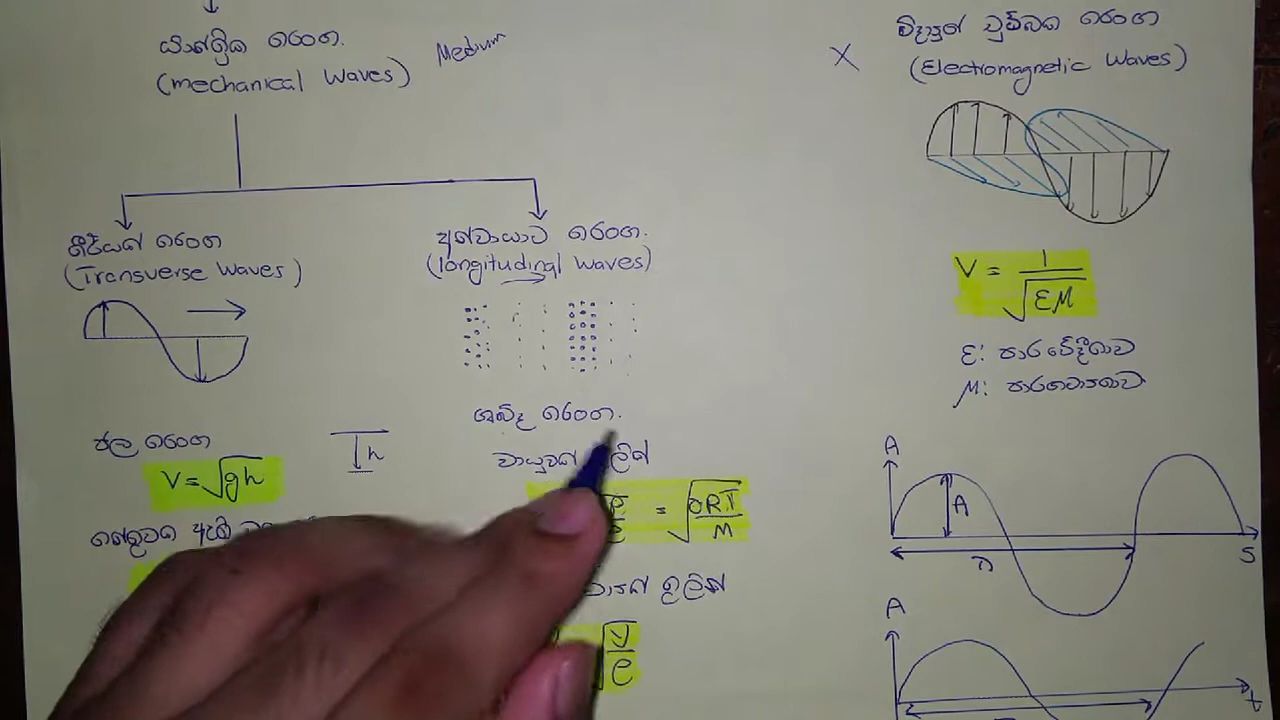 යාන්ත්‍රික තරංග.
(mechanical Waves)
Medium
X
විද්‍යුත් චුම්බක තරංග
(Electromagnetic Waves)
තීර්යක් තරංග
(Transverse Waves)
අන්වායාම තරංග.
(longitudinal Waves)
V = 1/√εμ
ε: පාරවේද්‍යතාව
μ: පාරගම්‍යතාව
ශබ්ද තරංග.
ජල තරංග
h
V = √gh
වායුවක්
= √γRT/M
A
A
λ
S
A
t